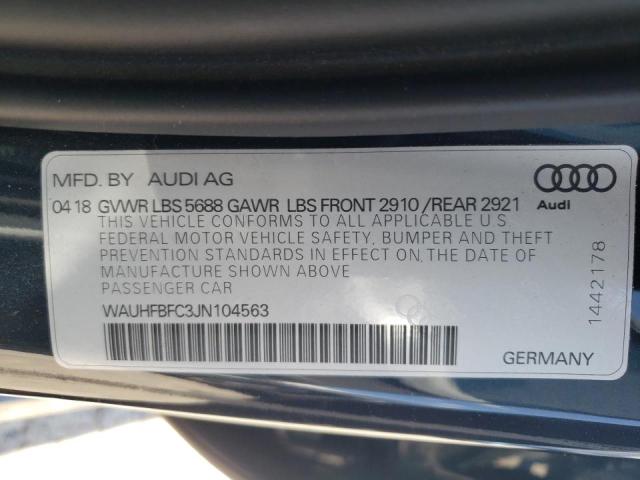 MFD. BY AUDI AG
Audi
04 18 GVWR LBS 5688 GAWR LBS FRONT 2910 /REAR 2921
THIS VEHICLE CONFORMS TO ALL APPLICABLE U.S.
FEDERAL MOTOR VEHICLE SAFETY, BUMPER AND THEFT
PREVENTION STANDARDS IN EFFECT ON THE DATE OF
MANUFACTURE SHOWN ABOVE
PASSENGER CAR
WAUHFBFC3JN104563
GERMANY
1442178